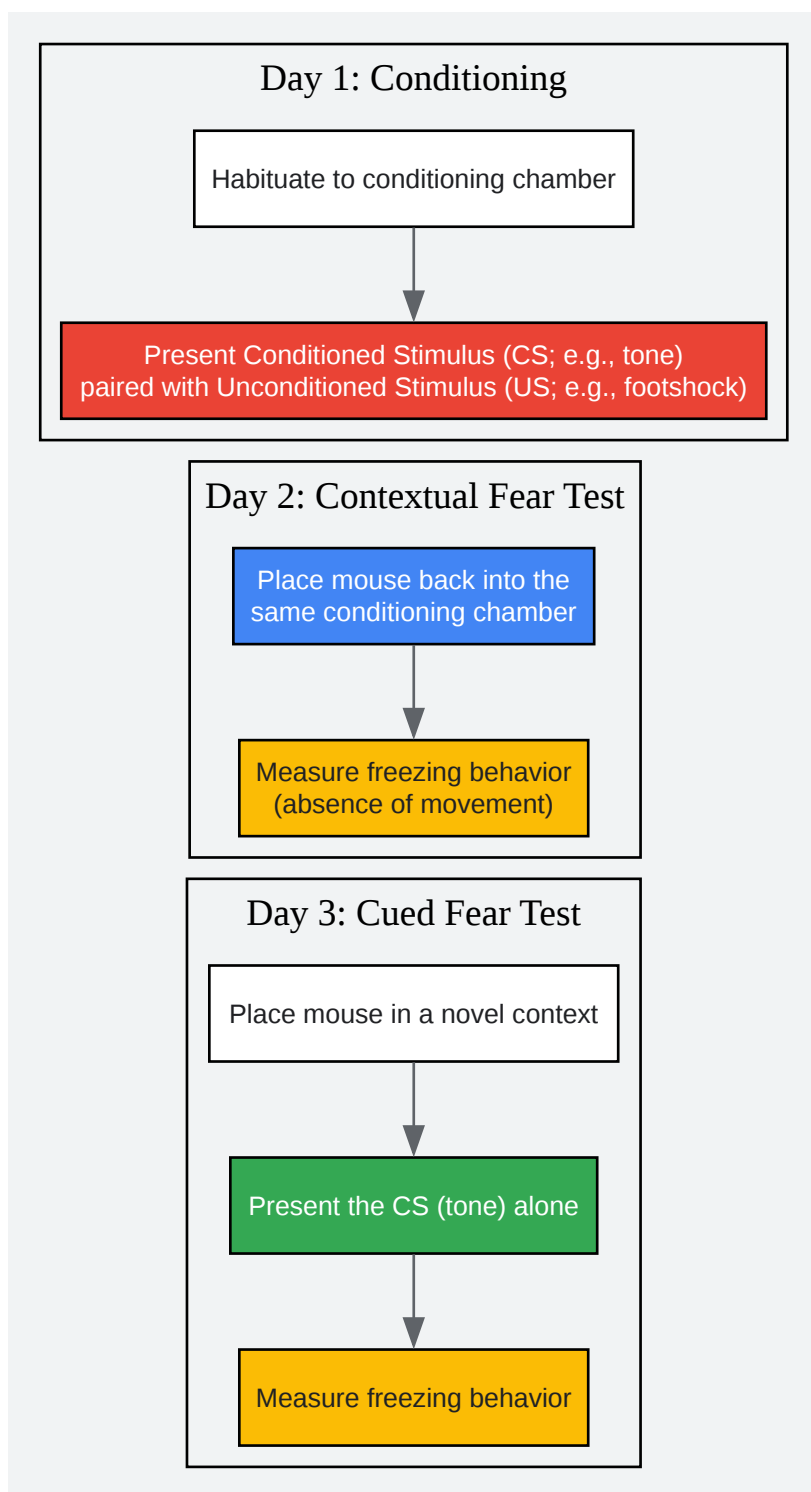 Day 1: Conditioning
Habituate to conditioning chamber
Present Conditioned Stimulus (CS; e.g., tone)
paired with Unconditioned Stimulus (US; e.g., footshock)
Day 2: Contextual Fear Test
Place mouse back into the
same conditioning chamber
Measure freezing behavior
(absence of movement)
Day 3: Cued Fear Test
Place mouse in a novel context
Present the CS (tone) alone
Measure freezing behavior